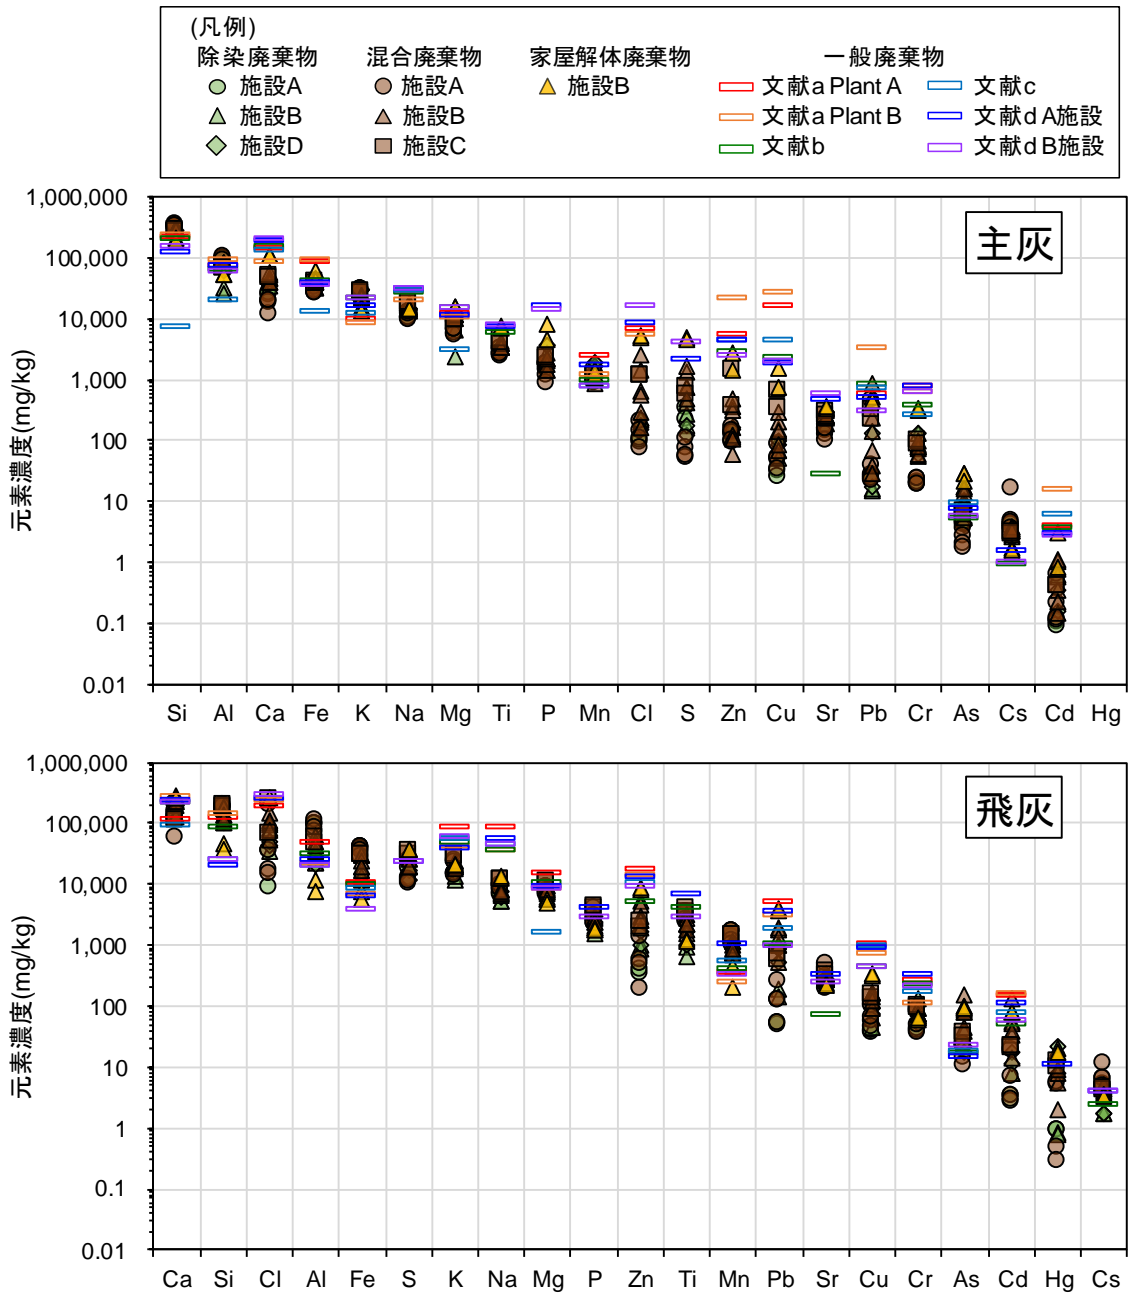 (凡例)
除染廃棄物 混合廃棄物 家屋解体廃棄物 一般廃棄物
施設A 施設A 施設B 文献a Plant A 文献c
施設B 施設B 文献a Plant B 文献d A施設
施設D 施設C 文献b 文献d B施設
主灰
元素濃度(mg/kg)
1,000,000
100,000
10,000
1,000
100
10
1
0.1
0.01
Si Al Ca Fe K Na Mg Ti P Mn Cl S Zn Cu Sr Pb Cr As Cs Cd Hg
飛灰
元素濃度(mg/kg)
1,000,000
100,000
10,000
1,000
100
10
1
0.1
0.01
Ca Si Cl Al Fe S K Na Mg P Zn Ti Mn Pb Sr Cu Cr As Cd Hg Cs